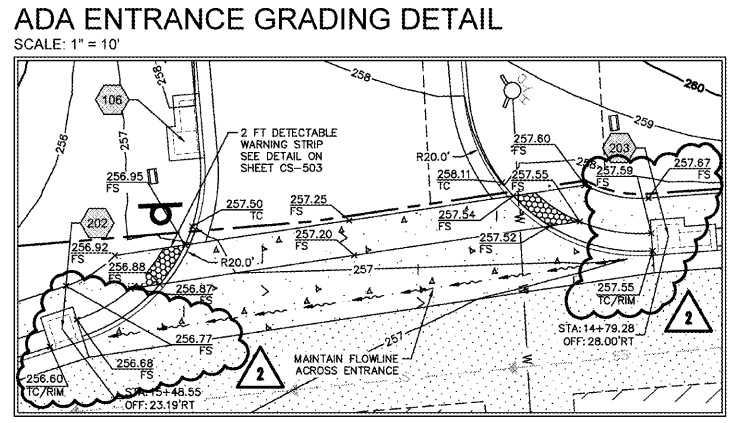 ADA ENTRANCE GRADING DETAIL
SCALE: 1" = 10'
258
106
256
257
258
260
259
2 FT DETECTABLE
WARNING STRIP
SEE DETAIL ON
SHEET CS-503
R20.0'
257.60
FS
203
258
256.95
FS
257.50
TC
257.25
FS
258.11
TC
257.55
FS
257.59
FS
257.67
FS
202
256.92
FS
257.54
FS
257.20
FS
257.52
FS
R20.0'
256.88
FS
256.87
FS
257
257.55
TC/RIM
2
STA:14+79.28
OFF: 28.00'RT
257
256.77
FS
MAINTAIN FLOWLINE
ACROSS ENTRANCE
256.68
FS
256.60
TC/RIM
2
STA:15+48.55
OFF: 23.19'RT
W
W
SS
SS